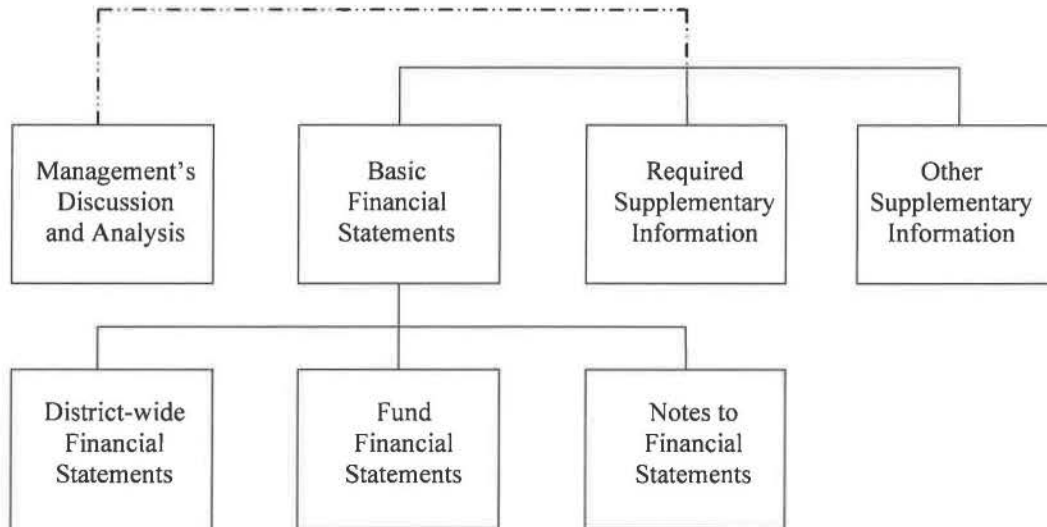 Management’s
Discussion
and Analysis
Basic
Financial
Statements
Required
Supplementary
Information
Other
Supplementary
Information
District-wide
Financial
Statements
Fund
Financial
Statements
Notes to
Financial
Statements